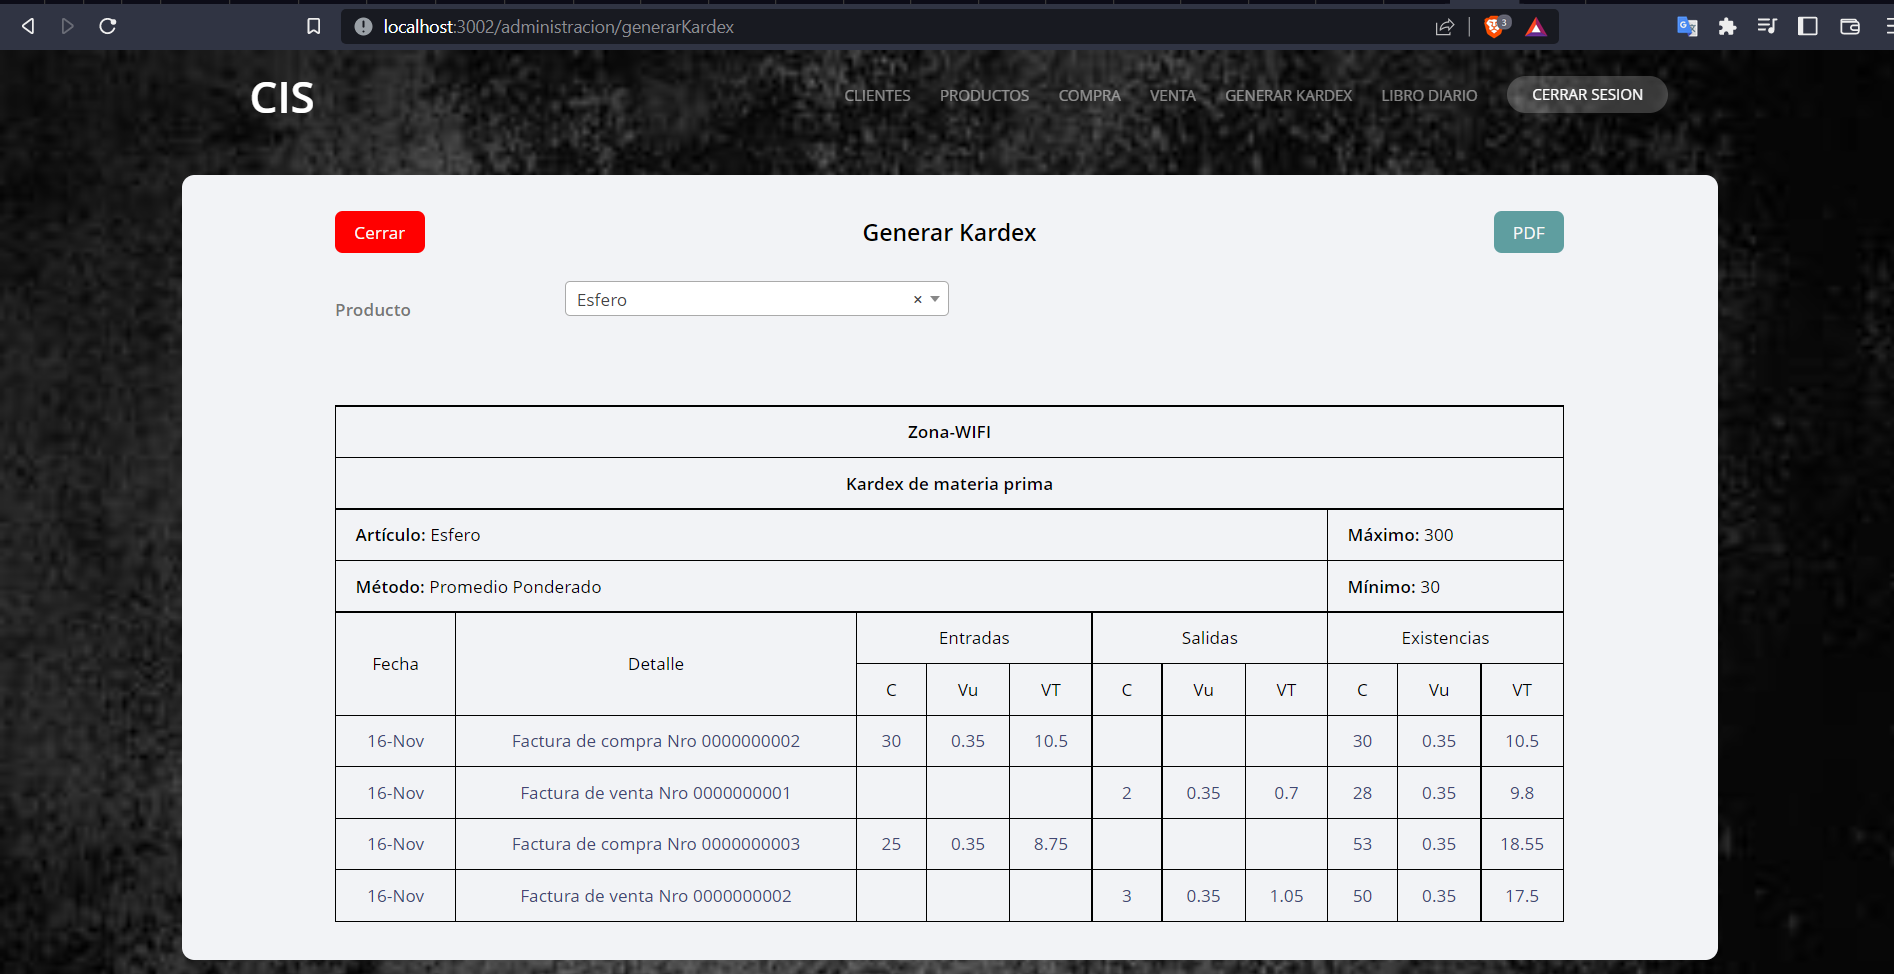 localhost:3002/administracion/generarKardex
3
CIS
CLIENTES PRODUCTOS COMPRA VENTA GENERAR KARDEX LIBRO DIARIO CERRAR SESION
Cerrar Generar Kardex PDF
Producto Esfero × 
Zona-WIFI
Kardex de materia prima
Artículo: Esfero Máximo: 300
Método: Promedio Ponderado Mínimo: 30
Fecha Detalle Entradas Salidas Existencias
C Vu VT C Vu VT C Vu VT
16-Nov Factura de compra Nro 0000000002 30 0.35 10.5 30 0.35 10.5
16-Nov Factura de venta Nro 0000000001 2 0.35 0.7 28 0.35 9.8
16-Nov Factura de compra Nro 0000000003 25 0.35 8.75 53 0.35 18.55
16-Nov Factura de venta Nro 0000000002 3 0.35 1.05 50 0.35 17.5